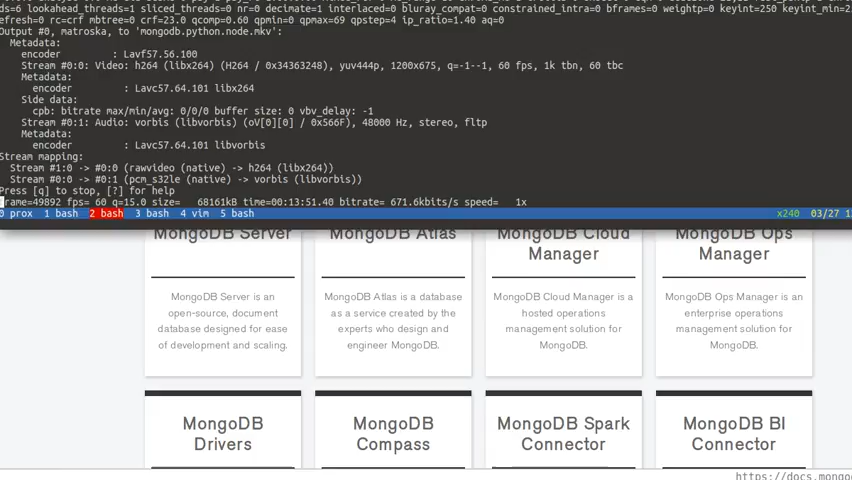 ds=6 lookahead_threads=1 sliced_threads=0 nr=0 decimate=1 interlaced=0 bluray_compat=0 constrained_intra=0 bframes=0 weightp=0 keyint=250 keyint_min=2
refresh=0 rc=crf mbtree=0 crf=23.0 qcomp=0.60 qpmin=0 qpmax=69 qpstep=4 ip_ratio=1.40 aq=0
Output #0, matroska, to 'mongodb.python.node.mkv':
Metadata:
encoder : Lavf57.56.100
Stream #0:0: Video: h264 (libx264) (H264 / 0x34363248), yuv444p, 1200x675, q=-1--1, 60 fps, 1k tbn, 60 tbc
Metadata:
encoder : Lavc57.64.101 libx264
Side data:
cpb: bitrate max/min/avg: 0/0/0 buffer size: 0 vbv_delay: -1
Stream #0:1: Audio: vorbis (libvorbis) (oV[0][0] / 0x566F), 48000 Hz, stereo, fltp
Metadata:
encoder : Lavc57.64.101 libvorbis
Stream mapping:
Stream #1:0 -> #0:0 (rawvideo (native) -> h264 (libx264))
Stream #0:0 -> #0:1 (pcm_s32le (native) -> vorbis (libvorbis))
Press [q] to stop, [?] for help
frame=49892 fps= 60 q=15.0 size= 68161kB time=00:13:51.40 bitrate= 671.6kbits/s speed= 1x
0 prox 1 bash 2 bash 3 bash 4 vim 5 bash x240 03/27
MongoDB Server
MongoDB Server is an
open-source, document
database designed for ease
of development and scaling.
MongoDB Atlas
MongoDB Atlas is a database
as a service created by the
experts who design and
engineer MongoDB.
MongoDB Cloud
Manager
MongoDB Cloud Manager is a
hosted operations
management solution for
MongoDB.
MongoDB Ops
Manager
MongoDB Ops Manager is an
enterprise operations
management solution for
MongoDB.
MongoDB
Drivers
MongoDB
Compass
MongoDB Spark
Connector
MongoDB BI
Connector
https://docs.mongo